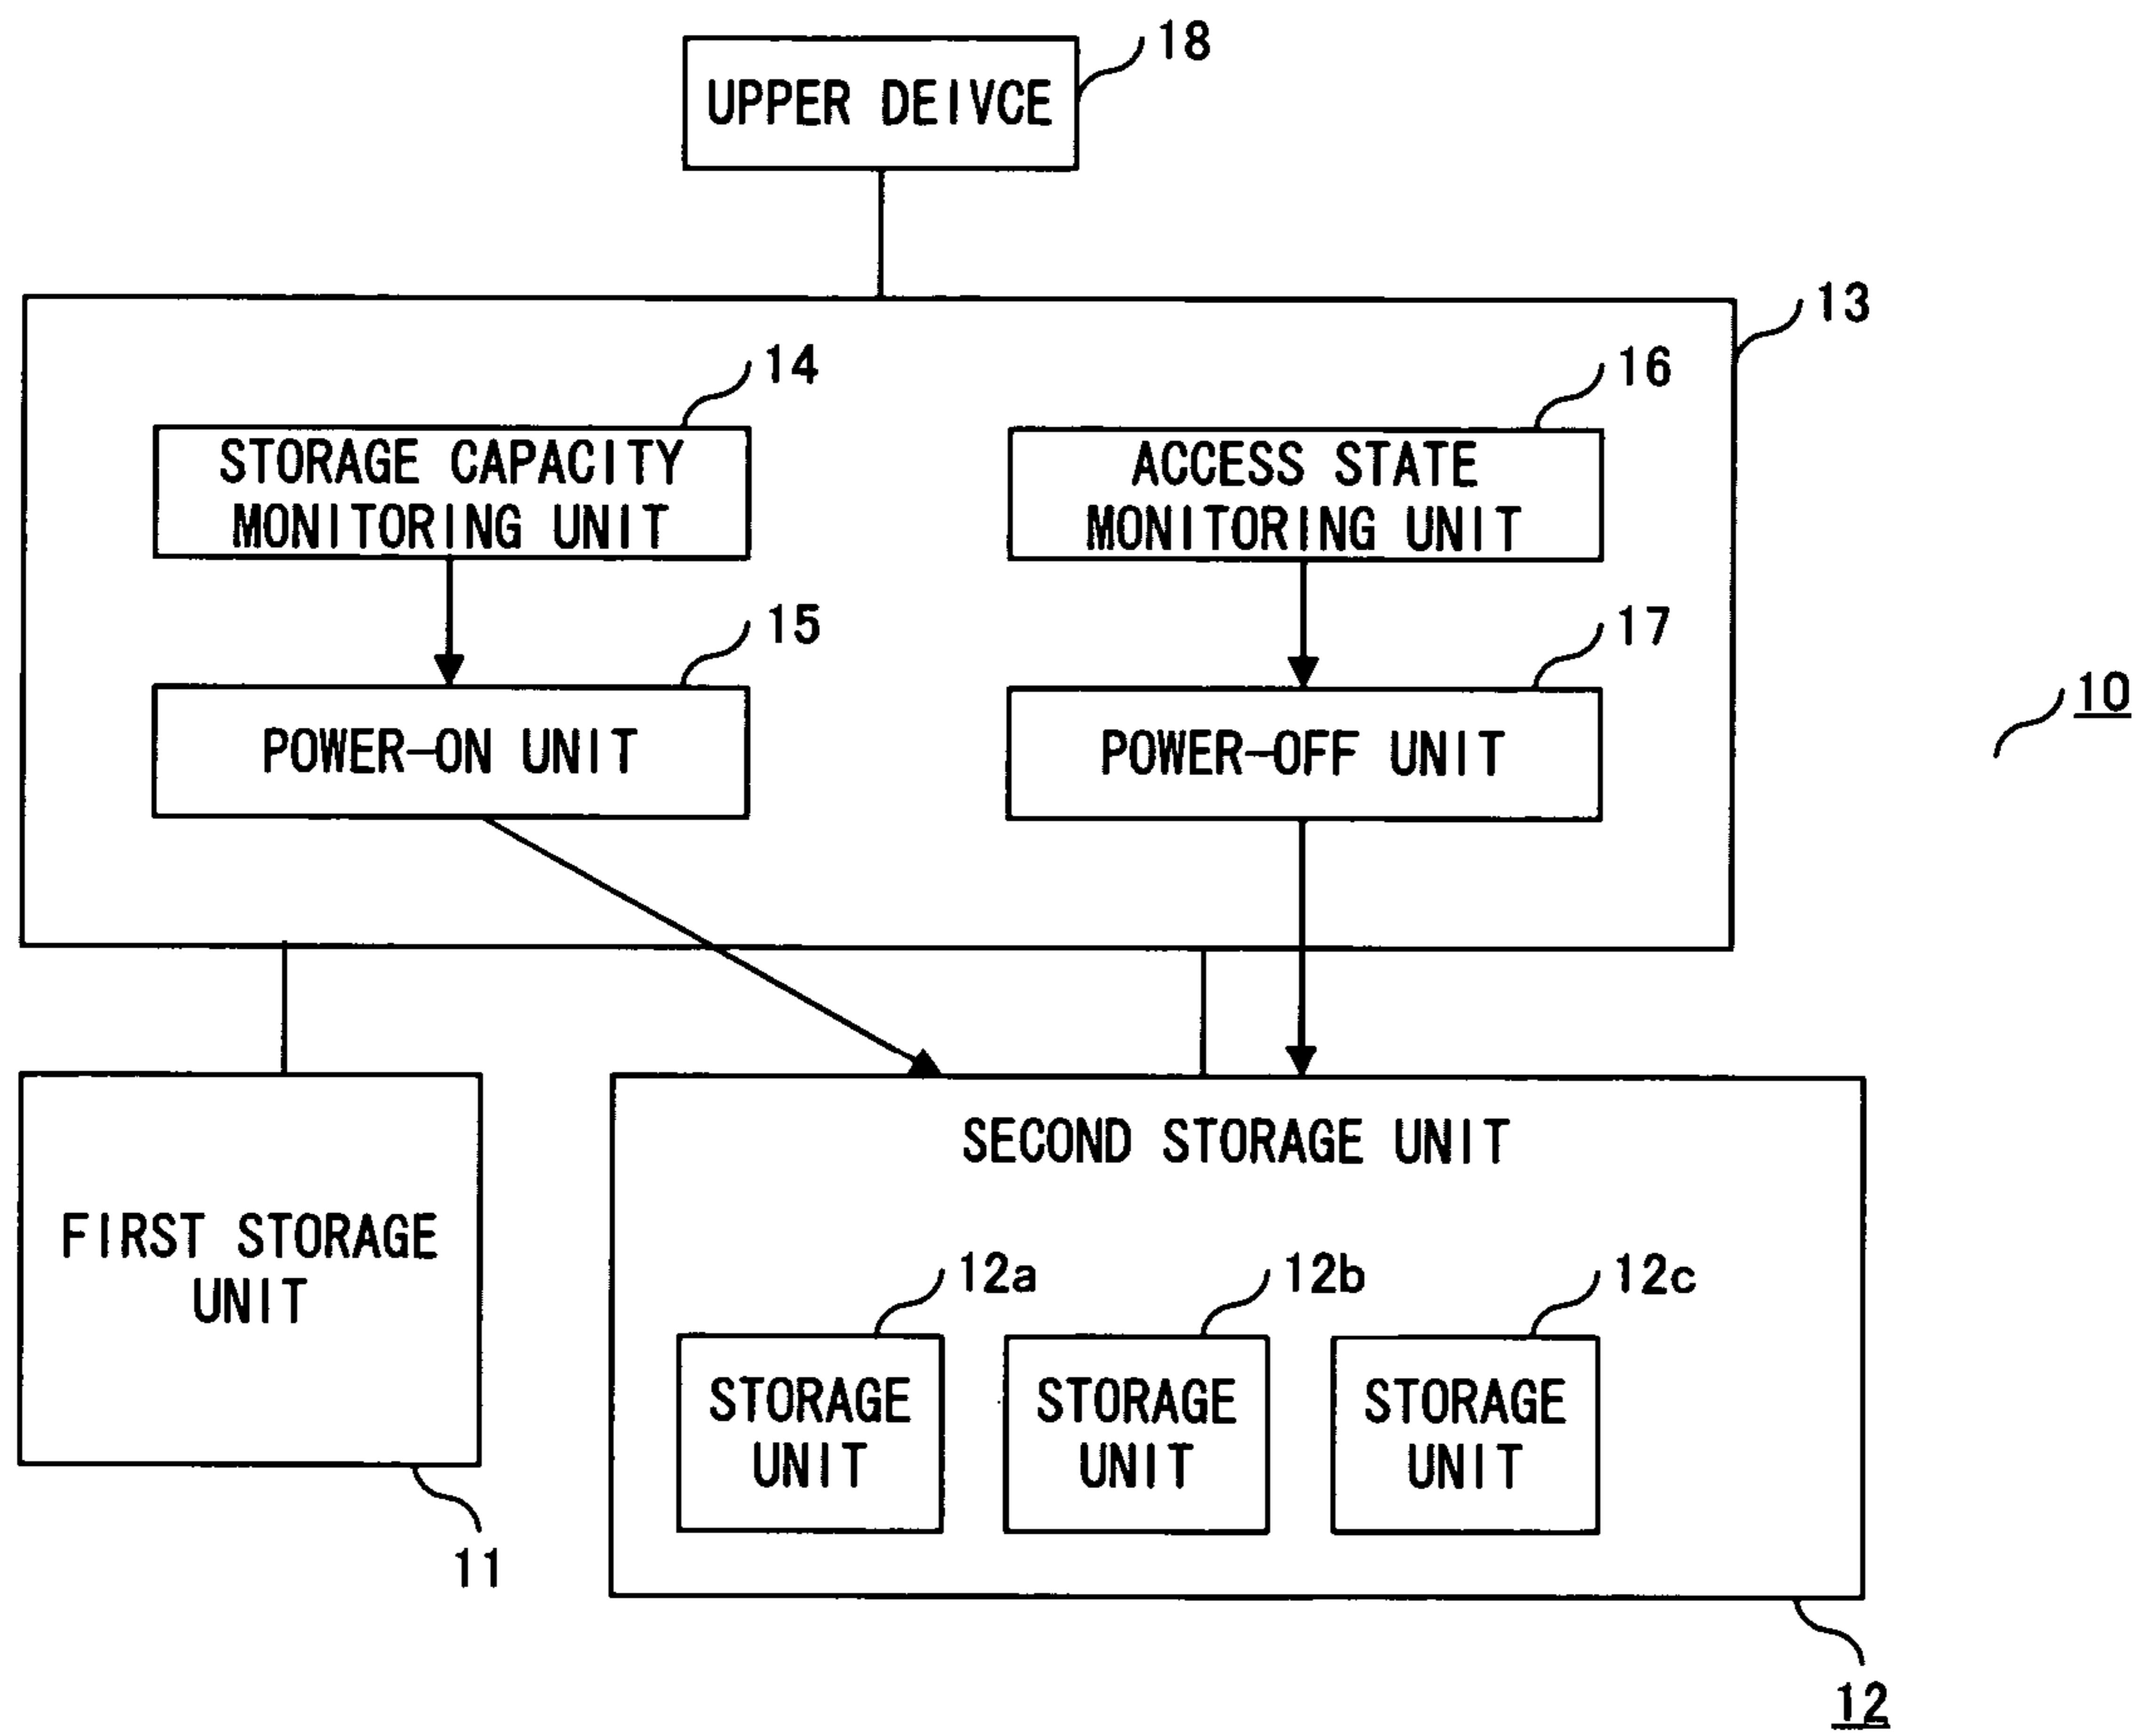 18
UPPER DEIVCE
13
14
16
STORAGE CAPACITY
MONITORING UNIT
ACCESS STATE
MONITORING UNIT
15
17
POWER-ON UNIT
POWER-OFF UNIT
10
SECOND STORAGE UNIT
FIRST STORAGE
UNIT
12a
12b
12c
STORAGE
UNIT
STORAGE
UNIT
STORAGE
UNIT
11
12